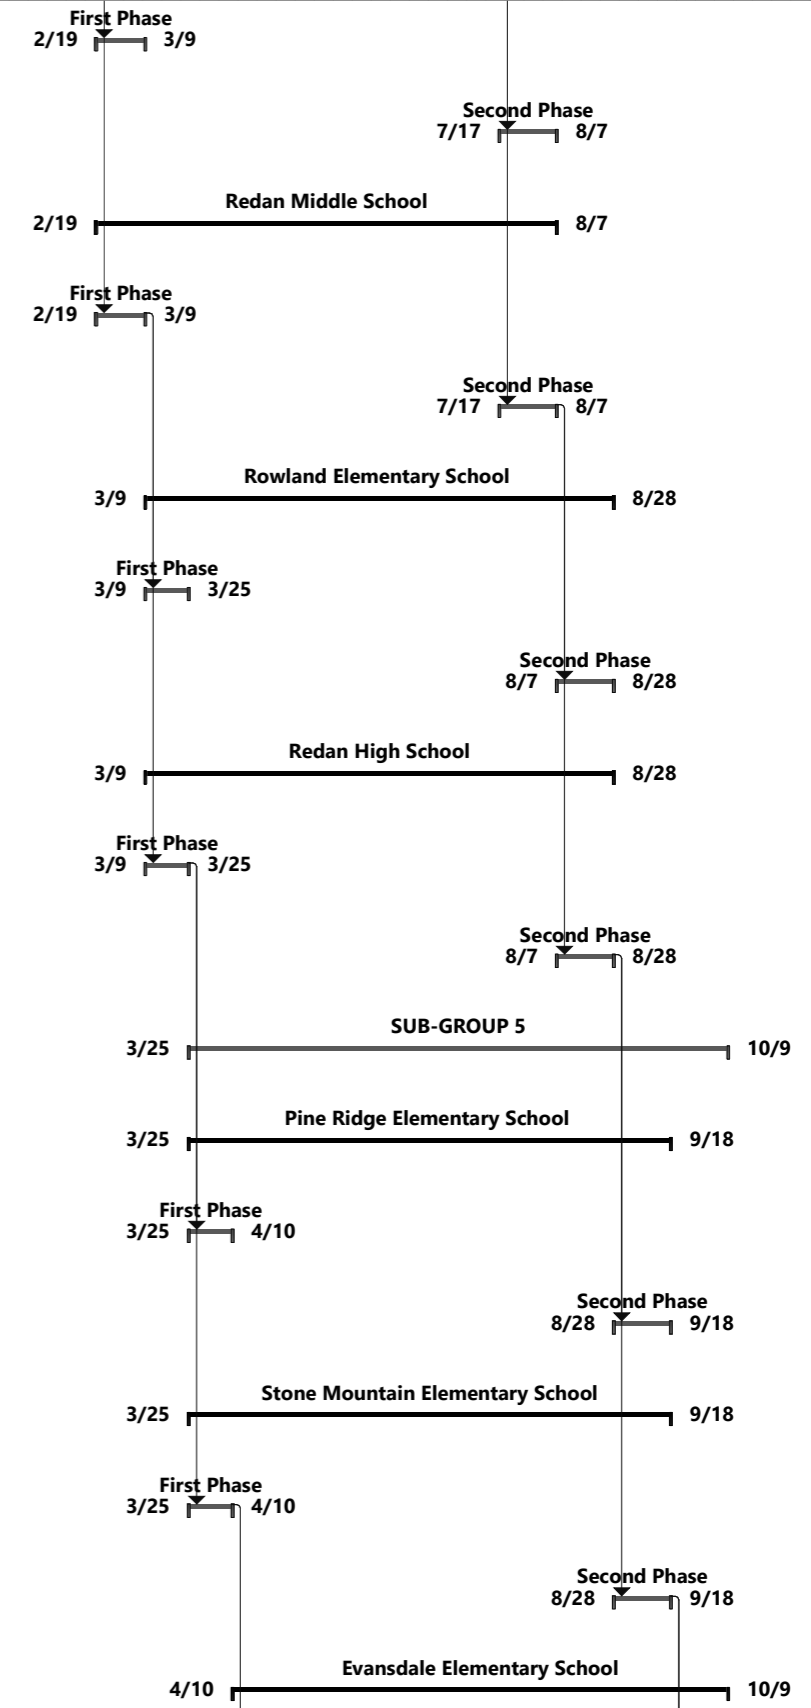 First Phase
2/19 3/9
Second Phase
7/17 8/7
Redan Middle School
2/19 8/7
First Phase
2/19 3/9
Second Phase
7/17 8/7
Rowland Elementary School
3/9 8/28
First Phase
3/9 3/25
Second Phase
8/7 8/28
Redan High School
3/9 8/28
First Phase
3/9 3/25
Second Phase
8/7 8/28
SUB-GROUP 5
3/25 10/9
Pine Ridge Elementary School
3/25 9/18
First Phase
3/25 4/10
Second Phase
8/28 9/18
Stone Mountain Elementary School
3/25 9/18
First Phase
3/25 4/10
Second Phase
8/28 9/18
Evansdale Elementary School
4/10 10/9